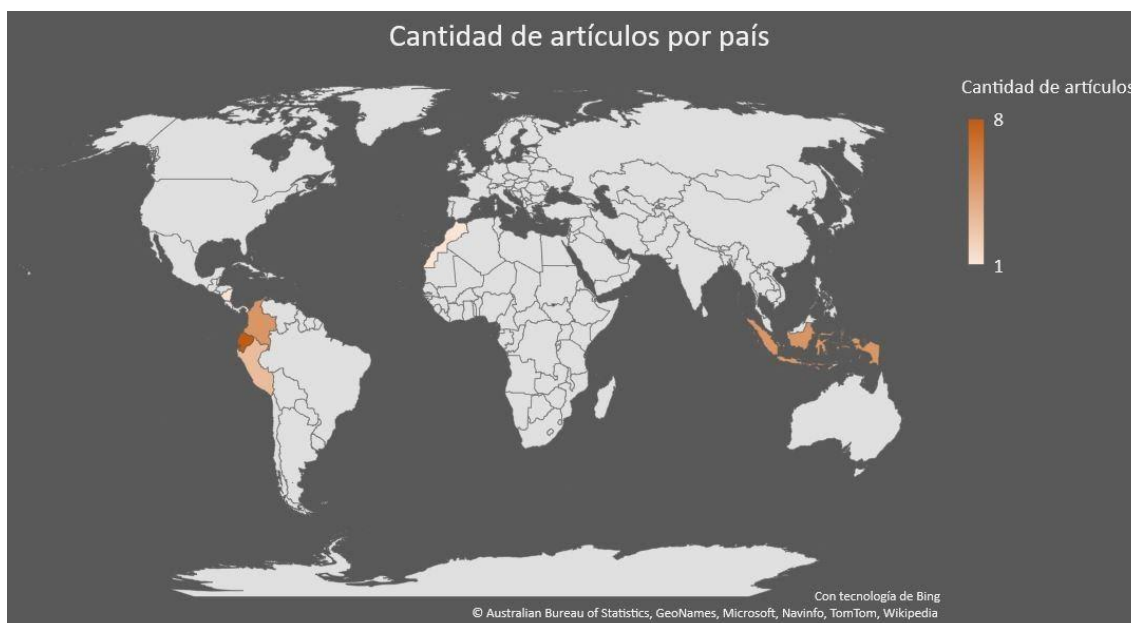 Cantidad de artículos por país
Cantidad de artículos
8
1
Con tecnología de Bing
© Australian Bureau of Statistics, GeoNames, Microsoft, Navinfo, TomTom, Wikipedia